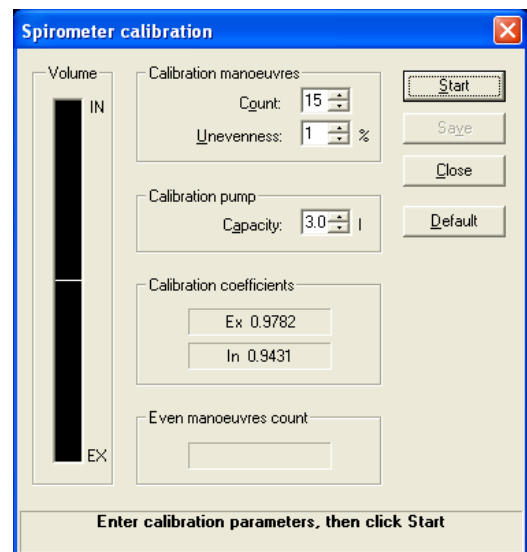 Spirometer calibration
Volume
IN
EX
Calibration manoeuvres
Count: 15
Unevenness: 1 %
Calibration pump
Capacity: 3.0 l
Calibration coefficients
Ex 0.9782
In 0.9431
Even manoeuvres count
Start
Save
Close
Default
Enter calibration parameters, then click Start